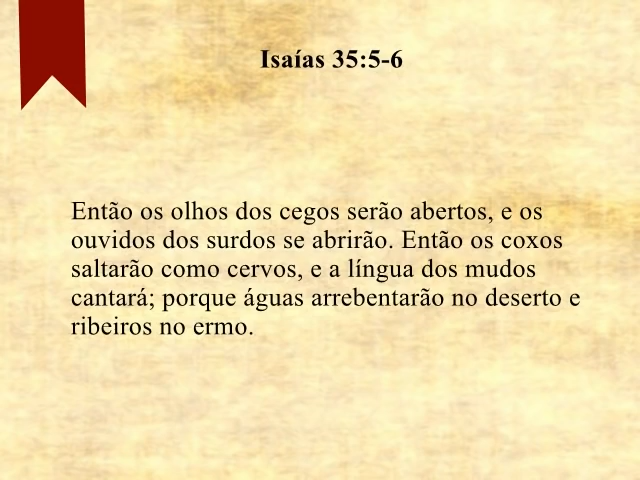 Isaías 35:5-6
Então os olhos dos cegos serão abertos, e os
ouvidos dos surdos se abrirão. Então os coxos
saltarão como cervos, e a língua dos mudos
cantará; porque águas arrebentarão no deserto e
ribeiros no ermo.